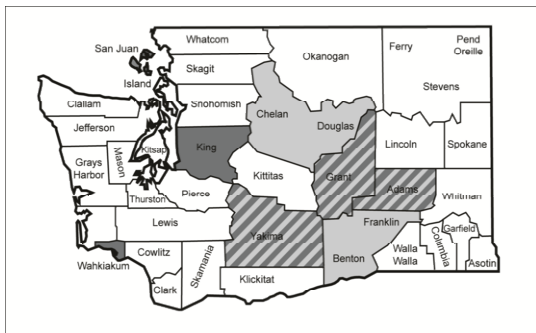 Whatcom
San Juan
Skagit
Island
Okanogan
Ferry
Pend
Oreille
Stevens
Clallam
Snohomish
Chelan
Douglas
Jefferson
Kitsap
King
Lincoln
Spokane
Grays
Harbor
Mason
Kittitas
Grant
Adams
Whitman
Thurston
Pierce
Lewis
Yakima
Franklin
Garfield
Benton
Walla
Walla
Columbia
Asotin
Wahkiakum
Cowlitz
Skamania
Klickitat
Clark